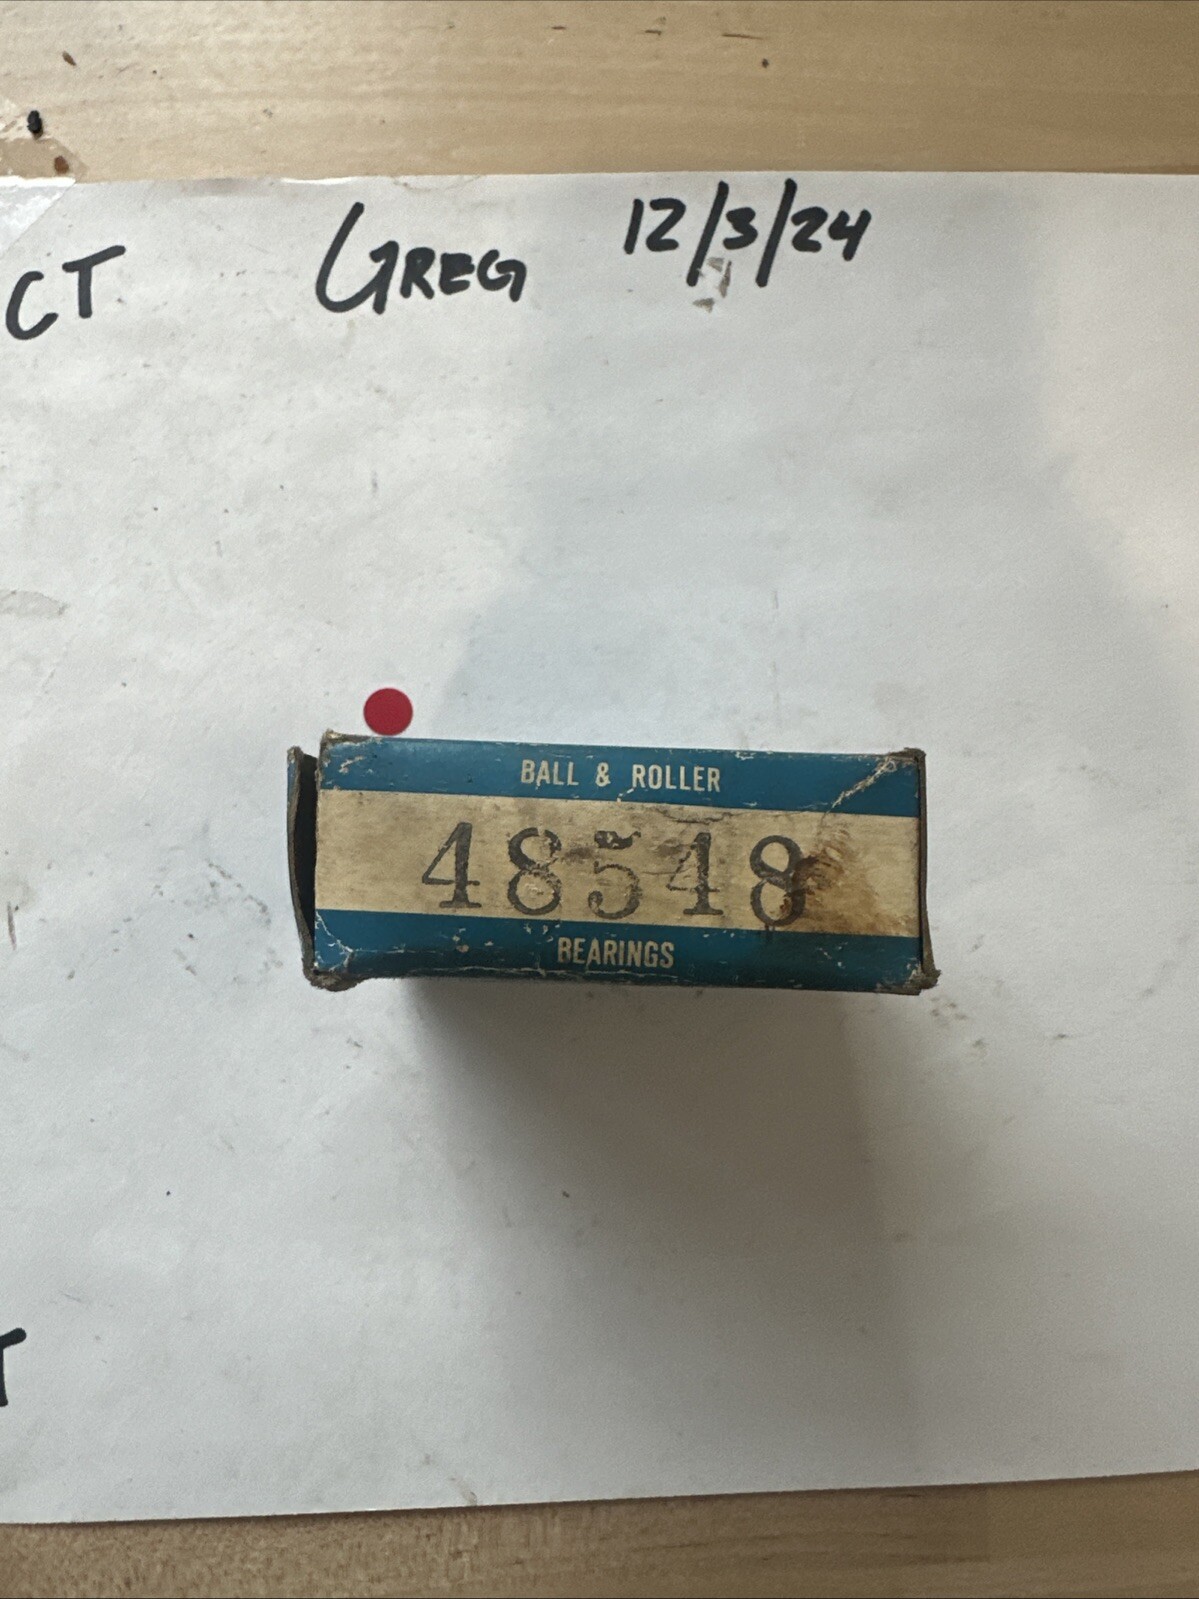 CT GREG 12/3/24
BALL & ROLLER
48548
BEARINGS
T